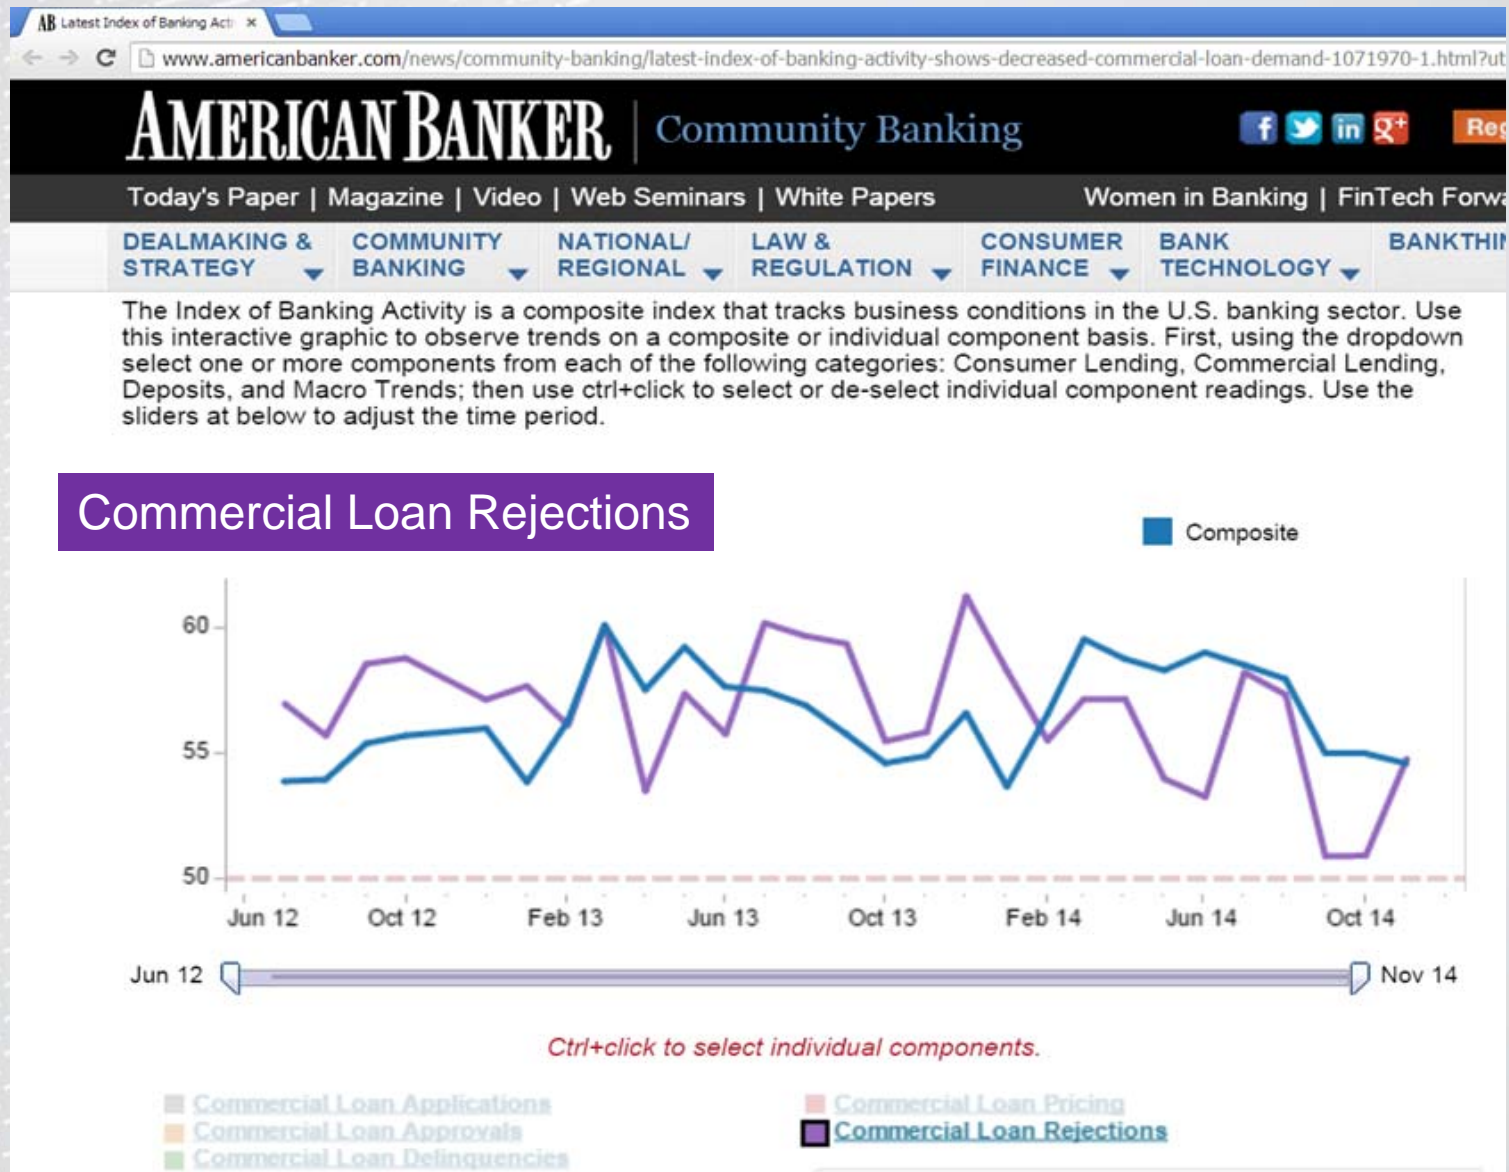 AB Latest Index of Banking Acti ×
www.americanbanker.com/news/community-banking/latest-index-of-banking-activity-shows-decreased-commercial-loan-demand-1071970-1.html?ut
AMERICAN BANKER | Community Banking
f in g+ Reg
Today's Paper | Magazine | Video | Web Seminars | White Papers Women in Banking | FinTech Forwa
DEALMAKING & COMMUNITY NATIONAL/ LAW & CONSUMER BANK BANKTHIN
STRATEGY BANKING REGIONAL REGULATION FINANCE TECHNOLOGY
The Index of Banking Activity is a composite index that tracks business conditions in the U.S. banking sector. Use
this interactive graphic to observe trends on a composite or individual component basis. First, using the dropdown
select one or more components from each of the following categories: Consumer Lending, Commercial Lending,
Deposits, and Macro Trends; then use ctrl+click to select or de-select individual component readings. Use the
sliders at below to adjust the time period.
Commercial Loan Rejections
Composite
60
55
50
Jun 12 Oct 12 Feb 13 Jun 13 Oct 13 Feb 14 Jun 14 Oct 14
Jun 12 Nov 14
Ctrl+click to select individual components.
Commercial Loan Applications Commercial Loan Pricing
Commercial Loan Approvals Commercial Loan Rejections
Commercial Loan Delinquencies